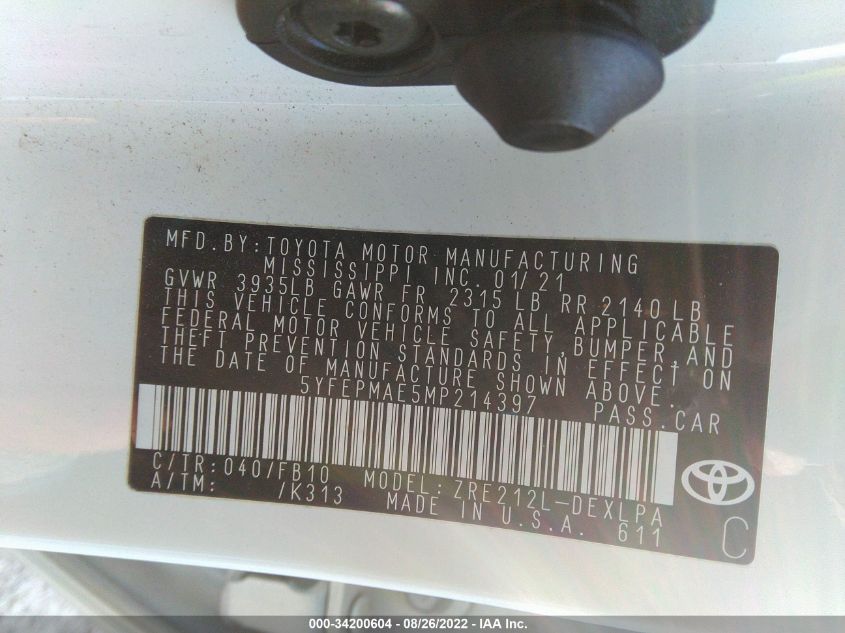 MFD.BY:TOYOTA MOTOR MANUFACTURING
MISSISSIPPI INC. 01/21
GVWR 3935LB GAWR FR 2315 LB RR 2140 LB
THIS VEHICLE CONFORMS TO ALL APPLICABLE
FEDERAL MOTOR VEHICLE SAFETY, BUMPER, AND
THEFT PREVENTION STANDARDS IN EFFECT ON
THE DATE OF MANUFACTURE SHOWN ABOVE.
5YFEPMAE5MP214397 PASS.CAR
C/TR:040/FB10 MODEL:ZRE212L-DEXLPA
A/TM: /K313 MADE IN U.S.A. 611
C
000-34200604 - 08/26/2022 - IAA Inc.